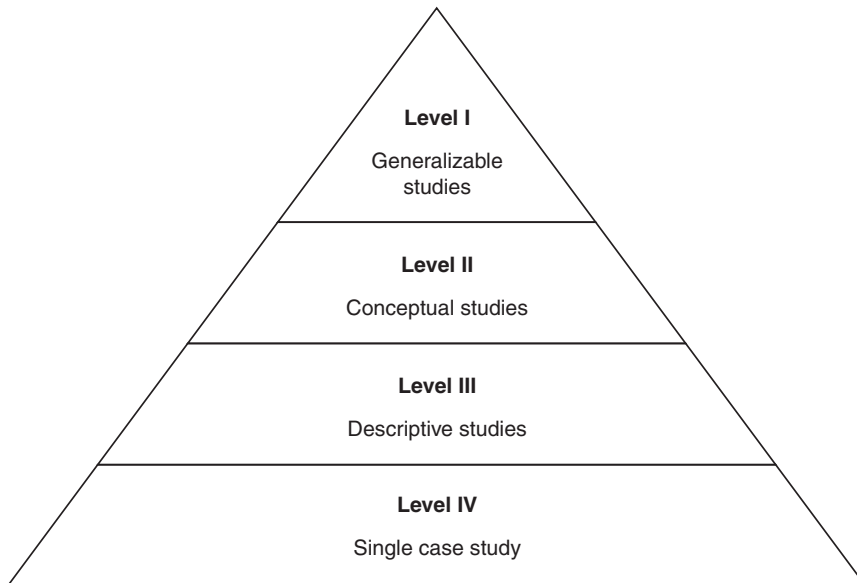 Level I
Generalizable
studies
Level II
Conceptual studies
Level III
Descriptive studies
Level IV
Single case study